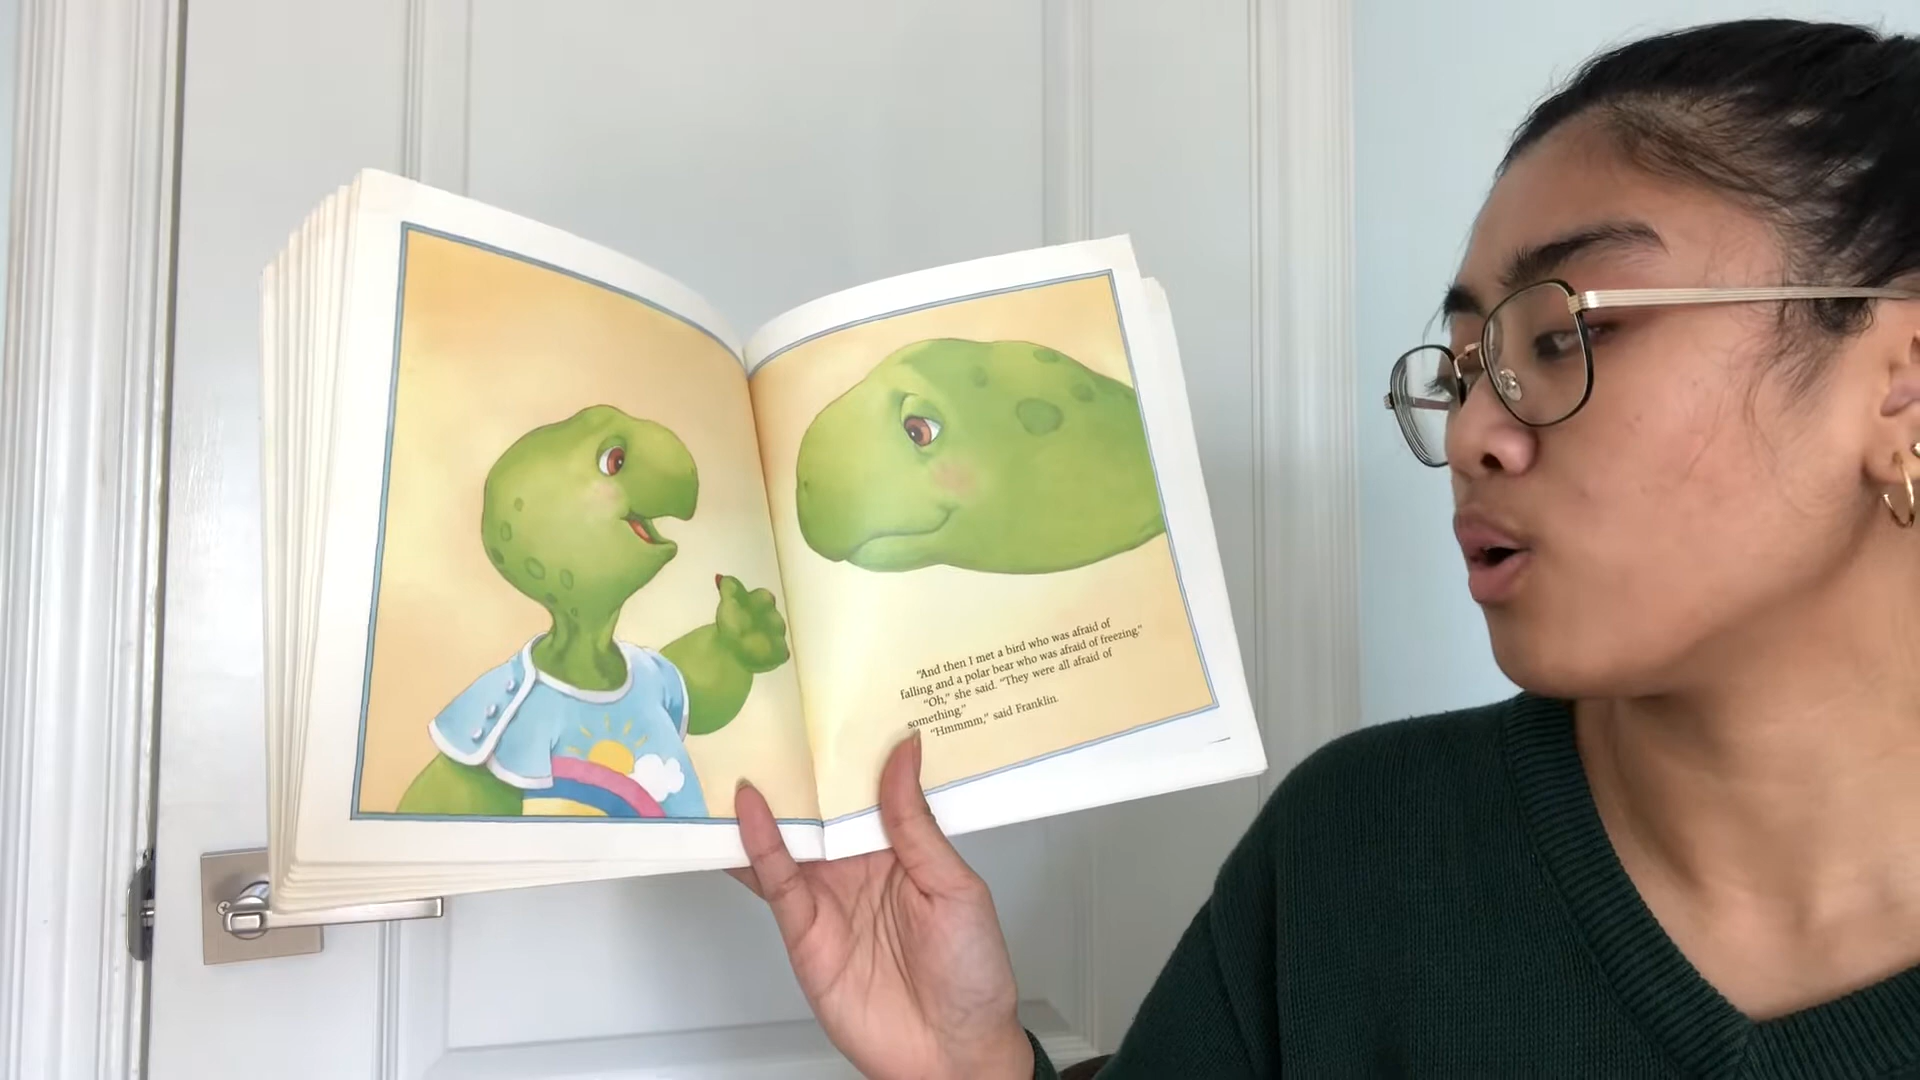 "And then I met a bird who was afraid of
falling and a polar bear who was afraid of freezing."
"Oh," she said. "They were all afraid of
something."
"Hmmmm," said Franklin.